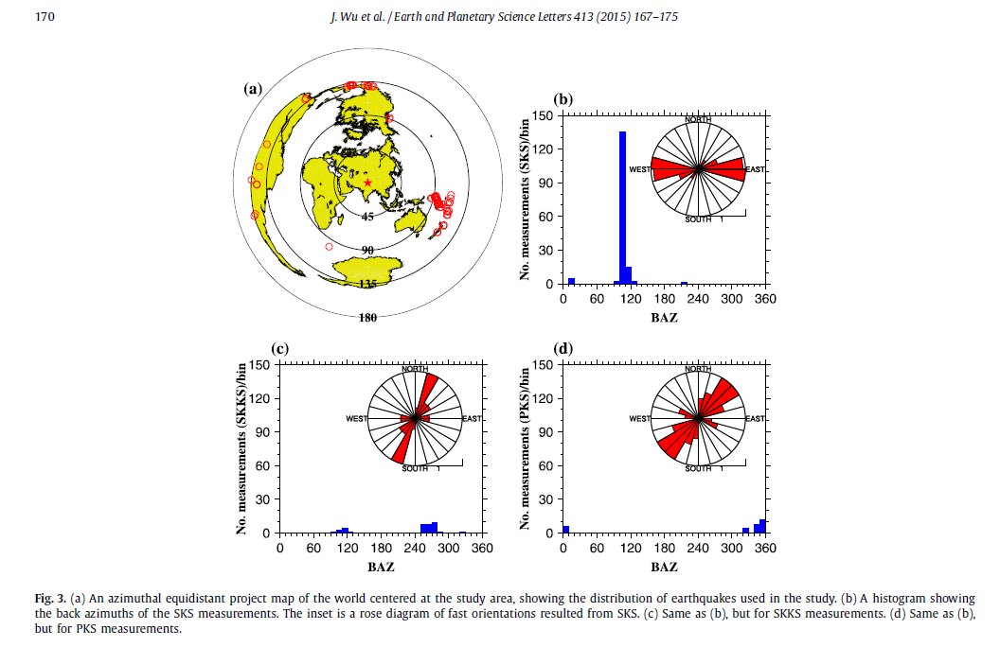 170
J. Wu et al. / Earth and Planetary Science Letters 413 (2015) 167–175
(a)
45
90
135
180
(b)
No. measurements (SKS)/bin
150
120
90
60
30
0
NORTH
WEST
EAST
SOUTH 1
0 60 120 180 240 300 360
BAZ
(c)
No. measurements (SKKS)/bin
150
120
90
60
30
0
NORTH
WEST
EAST
SOUTH 1
0 60 120 180 240 300 360
BAZ
(d)
No. measurements (PKS)/bin
150
120
90
60
30
0
NORTH
WEST
EAST
SOUTH 1
0 60 120 180 240 300 360
BAZ
Fig. 3. (a) An azimuthal equidistant project map of the world centered at the study area, showing the distribution of earthquakes used in the study. (b) A histogram showing
the back azimuths of the SKS measurements. The inset is a rose diagram of fast orientations resulted from SKS. (c) Same as (b), but for SKKS measurements. (d) Same as (b),
but for PKS measurements.